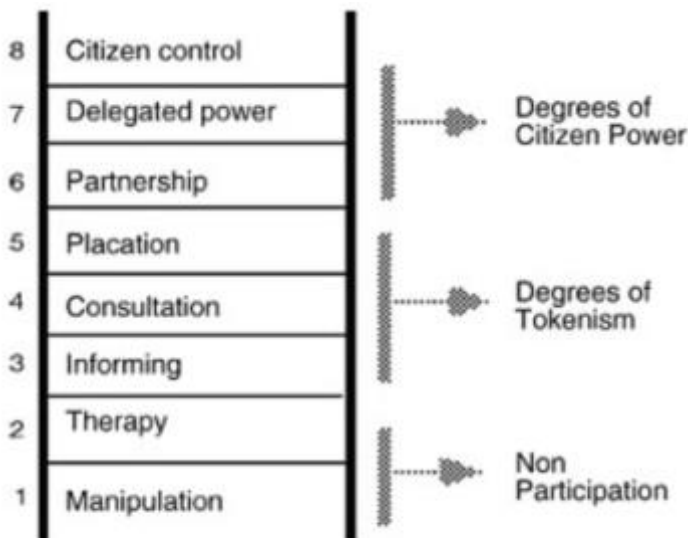 8 Citizen control
7 Delegated power
6 Partnership
5 Placation
4 Consultation
3 Informing
2 Therapy
1 Manipulation
Degrees of
Citizen Power
Degrees of
Tokenism
Non
Participation